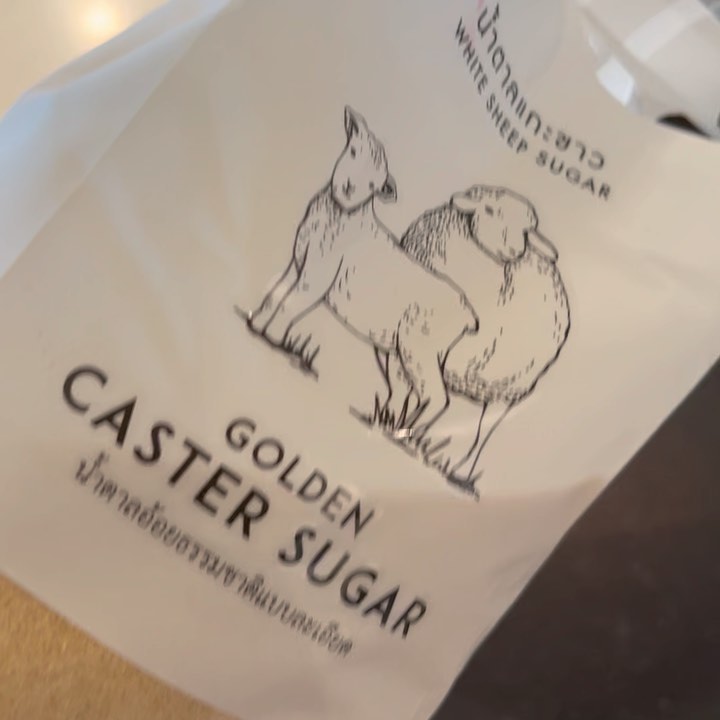 น้ำตาลแกะขาว
WHITE SHEEP SUGAR
GOLDEN
CASTER SUGAR
น้ำตาลอ้อยธรรมชาติแบบละเอียด